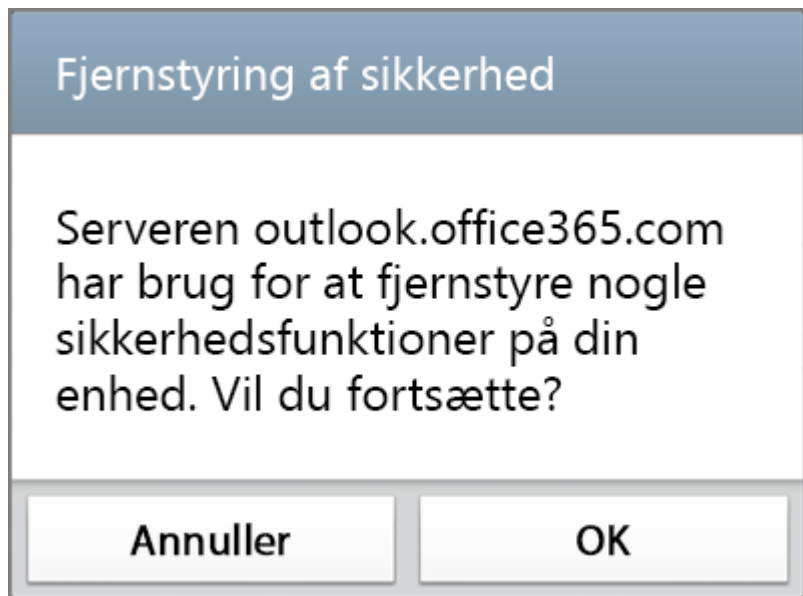 Fjernstyring af sikkerhed
Serveren outlook.office365.com
har brug for at fjernstyre nogle
sikkerhedsfunktioner på din
enhed. Vil du fortsætte?
Annuller
OK